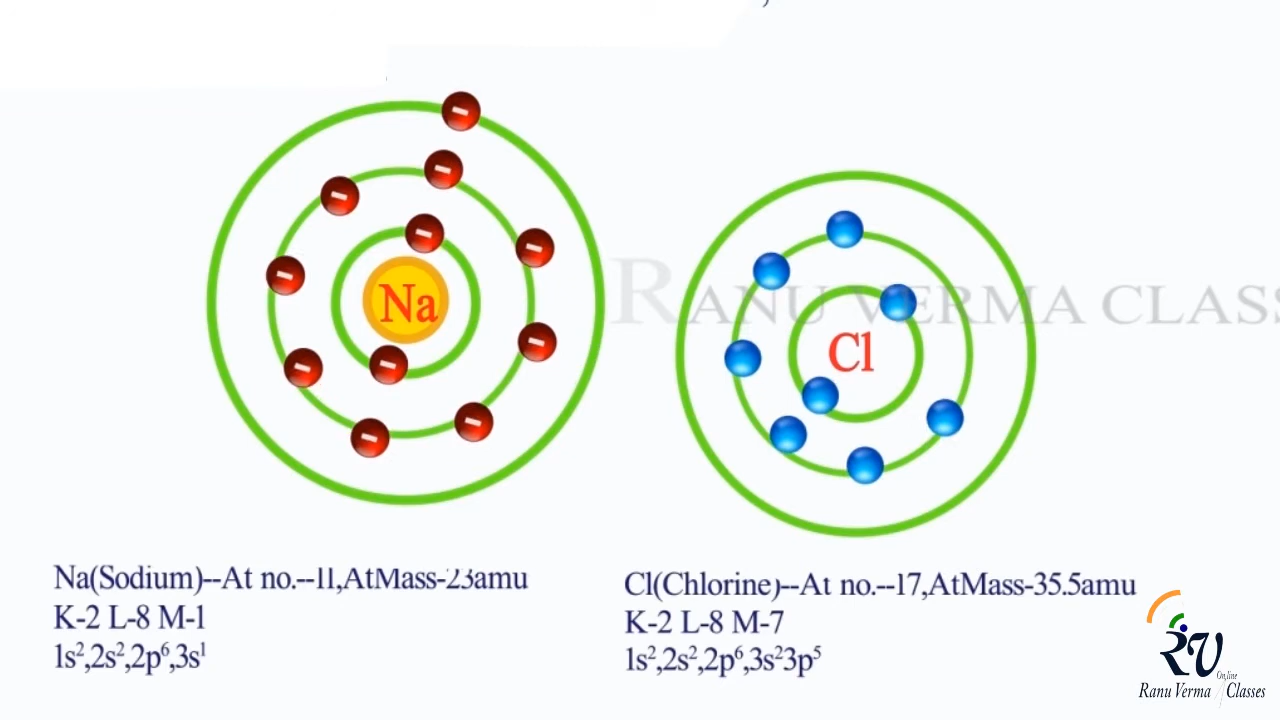 Na
Cl
RANU VERMA CLASS
Na(Sodium)--At no.--11,AtMass-23amu
K-2 L-8 M-1
1s²,2s²,2p⁶,3s¹
Cl(Chlorine)--At no.--17,AtMass-35.5amu
K-2 L-8 M-7
1s²,2s²,2p⁶,3s²3p⁵
RV
Online
Ranu Verma Classes